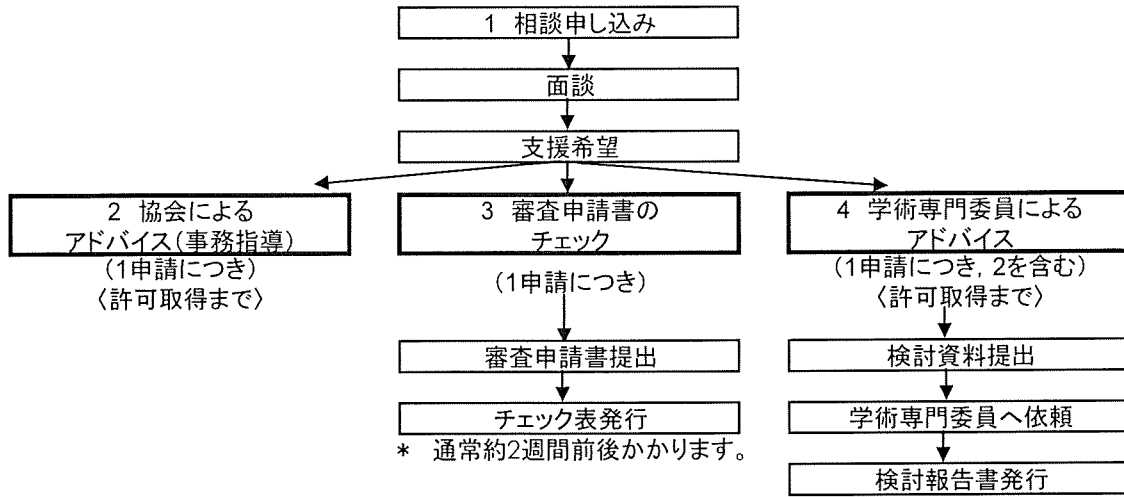 1 相談申し込み
面談
支援希望
2 協会による
アドバイス(事務指導)
(1申請につき)
〈許可取得まで〉
3 審査申請書の
チェック
(1申請につき)
審査申請書提出
チェック表発行
* 通常約2週間前後かかります。
4 学術専門委員による
アドバイス
(1申請につき, 2を含む)
〈許可取得まで〉
検討資料提出
学術専門委員へ依頼
検討報告書発行